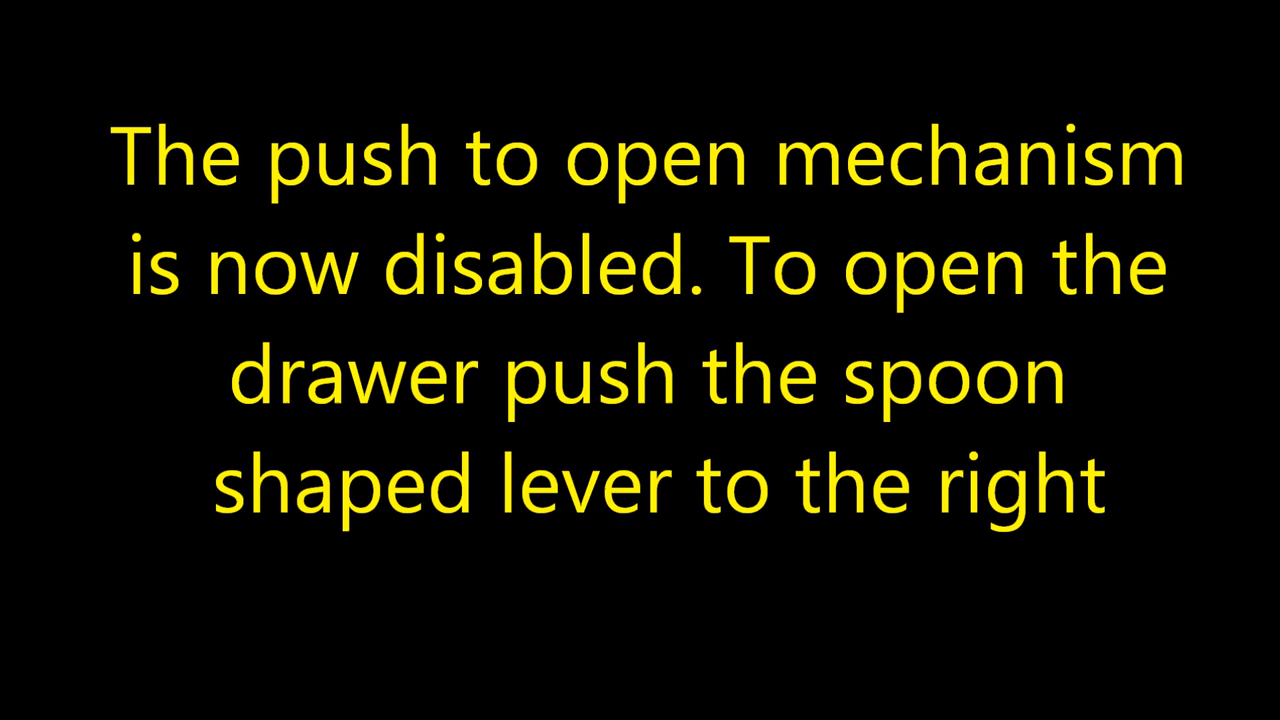 The push to open mechanism
is now disabled. To open the
drawer push the spoon
shaped lever to the right